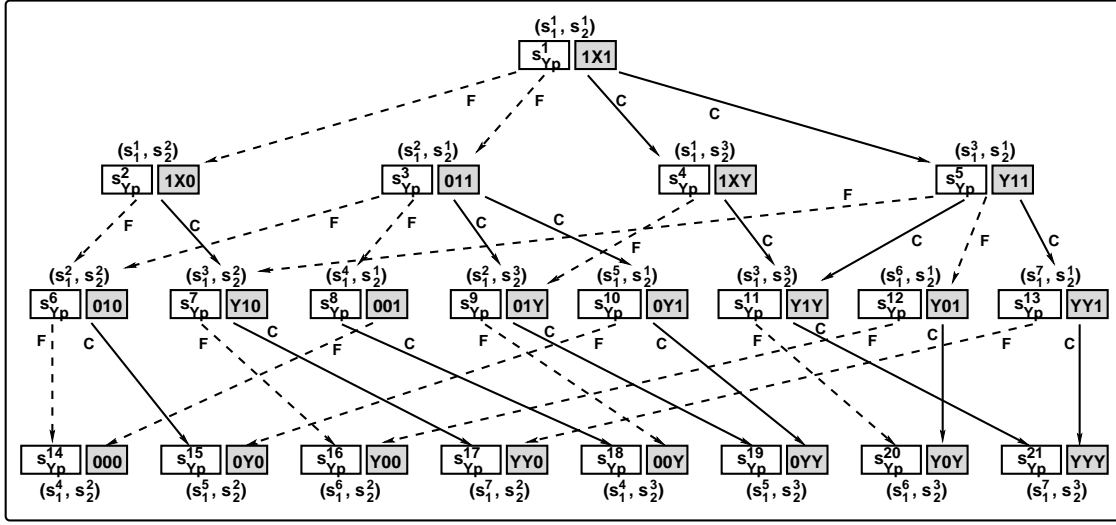 (s₁¹, s₂¹)
s¹Yp 1X1
F F C C
(s₁¹, s₂²) (s₁², s₂¹) (s₁¹, s₂³) (s₁³, s₂¹)
s²Yp 1X0 s³Yp 011 s⁴Yp 1XY s⁵Yp Y11
F C F F C C F C C F C
(s₁², s₂²) (s₁³, s₂²) (s₁⁴, s₂¹) (s₁², s₂³) (s₁⁵, s₂¹) (s₁³, s₂³) (s₁⁶, s₂¹) (s₁⁷, s₂¹)
s⁶Yp 010 s⁷Yp Y10 s⁸Yp 001 s⁹Yp 01Y s¹⁰Yp 0Y1 s¹¹Yp Y1Y s¹²Yp Y01 s¹³Yp YY1
F C F C F C F C F C F C F C F C
s¹⁴Yp 000 s¹⁵Yp 0Y0 s¹⁶Yp Y00 s¹⁷Yp YY0 s¹⁸Yp 00Y s¹⁹Yp 0YY s²⁰Yp Y0Y s²¹Yp YYY
(s₁⁴, s₂²) (s₁⁵, s₂²) (s₁⁶, s₂²) (s₁⁷, s₂²) (s₁⁴, s₂³) (s₁⁵, s₂³) (s₁⁶, s₂³) (s₁⁷, s₂³)